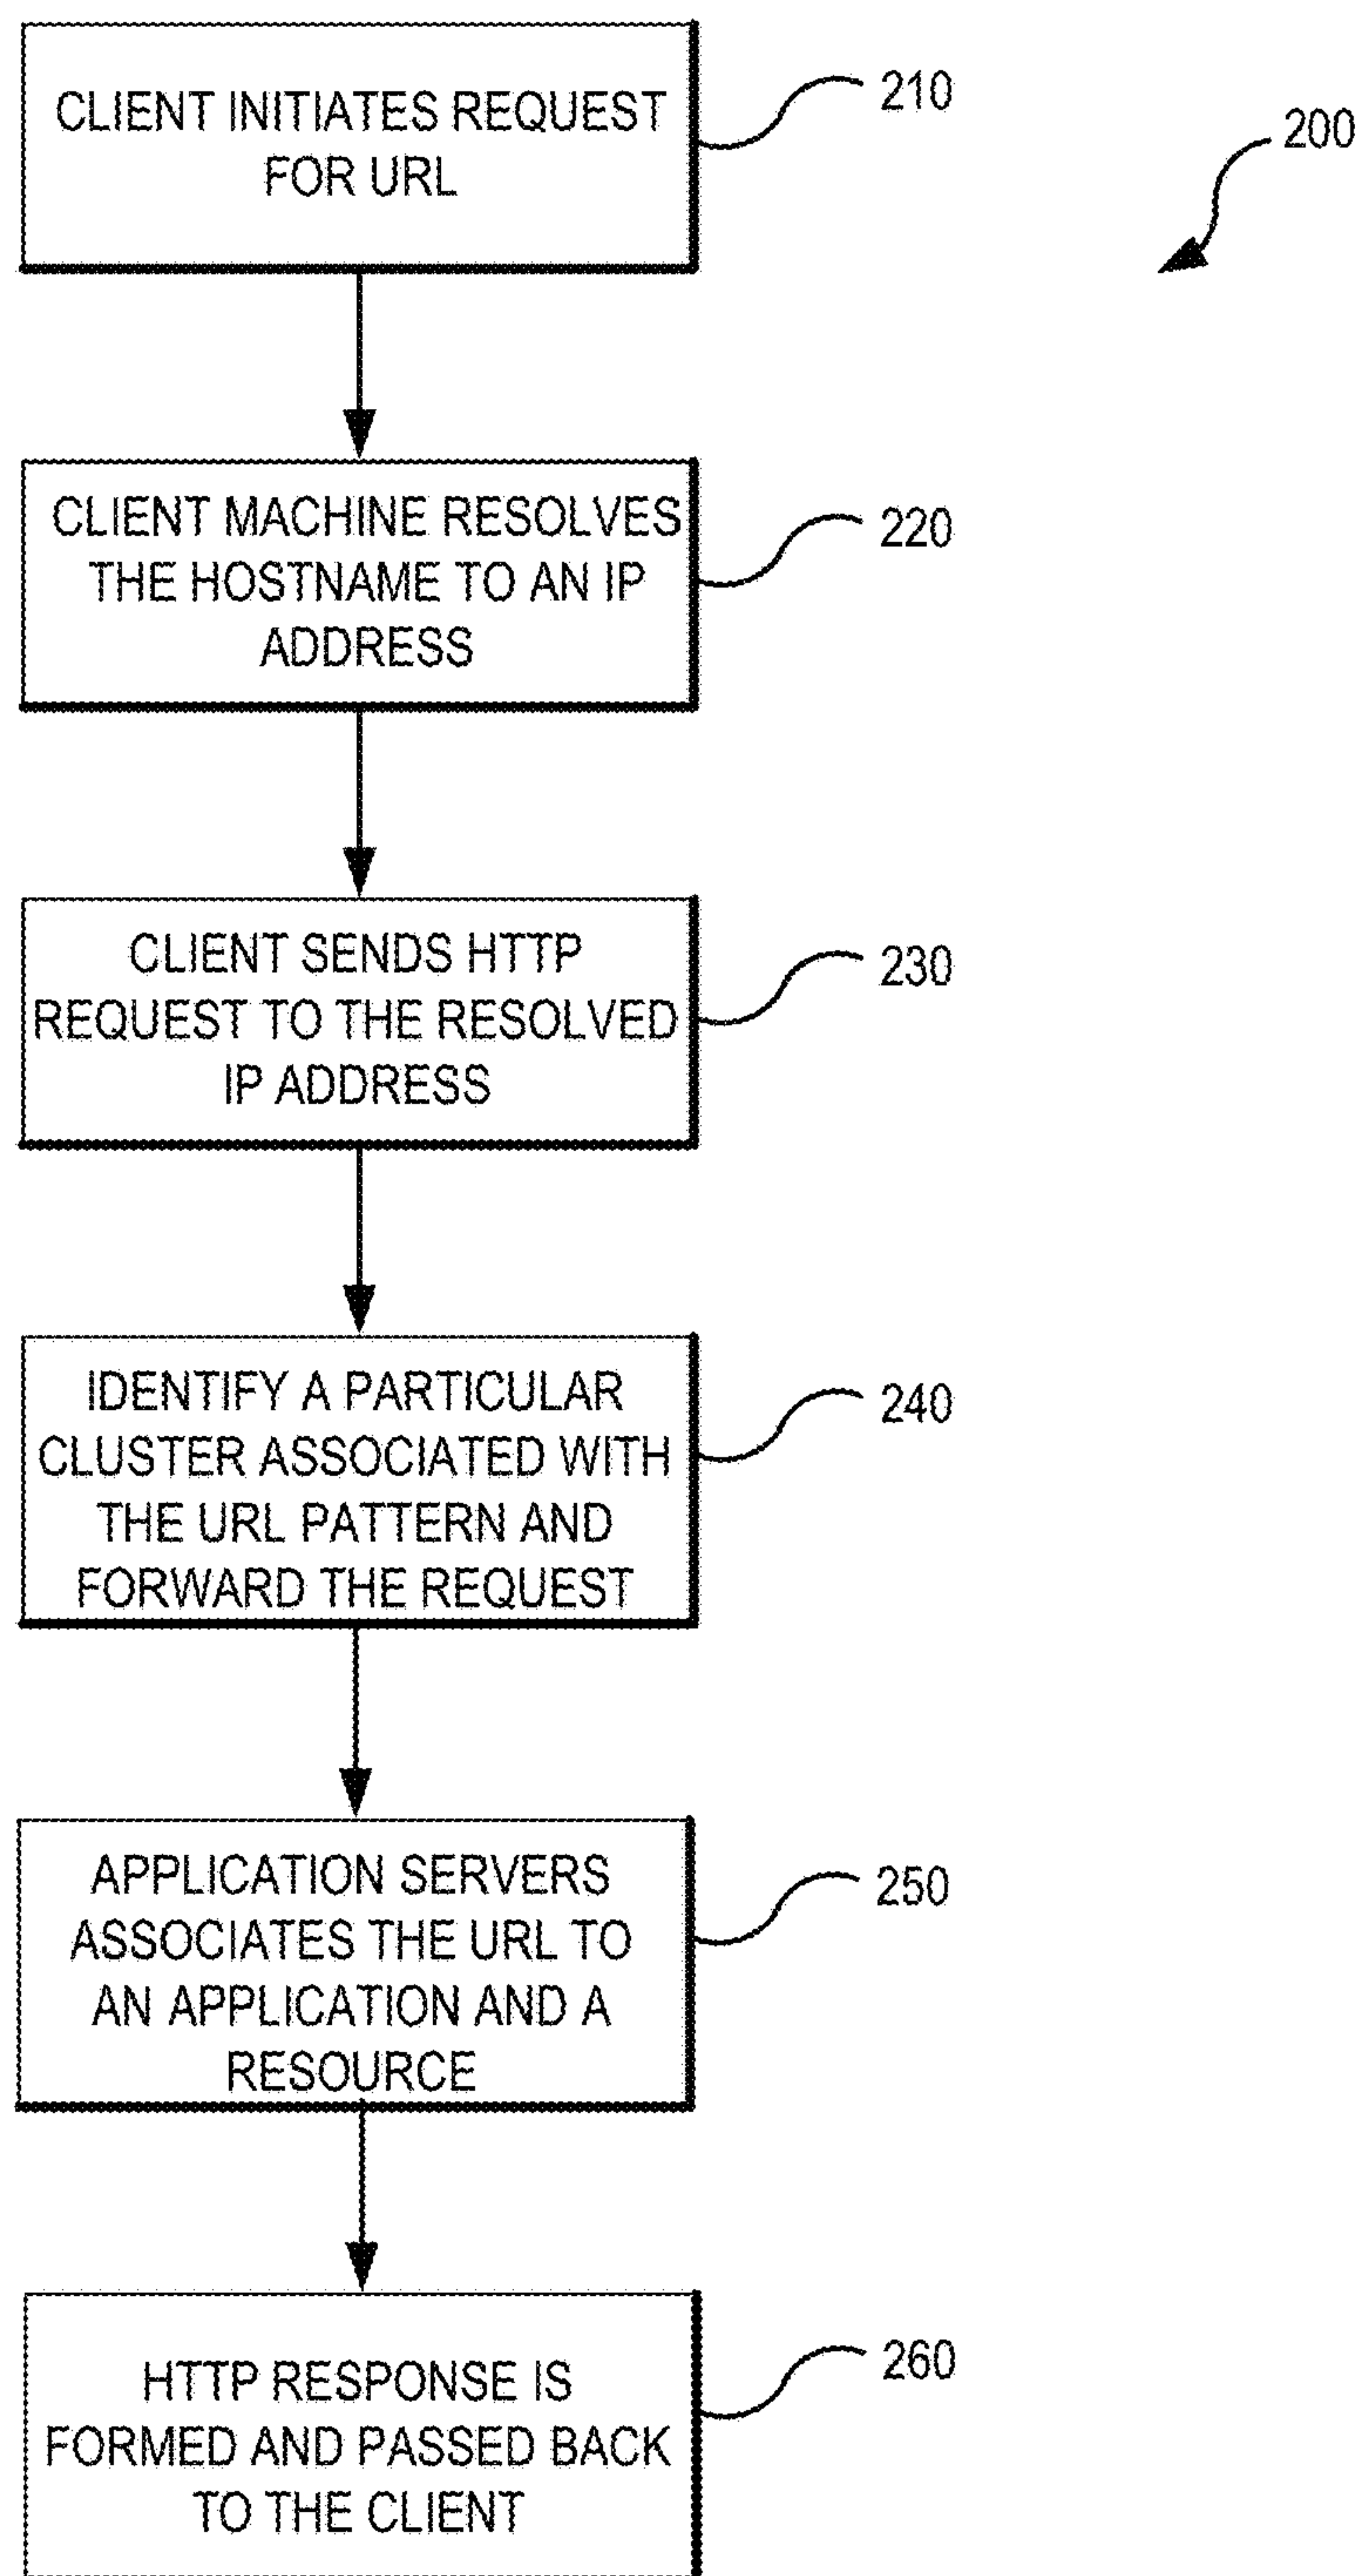 CLIENT INITIATES REQUEST
FOR URL
210
200
CLIENT MACHINE RESOLVES
THE HOSTNAME TO AN IP
ADDRESS
220
CLIENT SENDS HTTP
REQUEST TO THE RESOLVED
IP ADDRESS
230
IDENTIFY A PARTICULAR
CLUSTER ASSOCIATED WITH
THE URL PATTERN AND
FORWARD THE REQUEST
240
APPLICATION SERVERS
ASSOCIATES THE URL TO
AN APPLICATION AND A
RESOURCE
250
HTTP RESPONSE IS
FORMED AND PASSED BACK
TO THE CLIENT
260